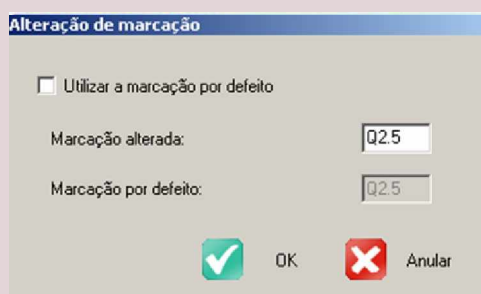 Alteração de marcação
Utilizar a marcação por defeito
Marcação alterada: Q2.5
Marcação por defeito: Q2.5
OK Anular